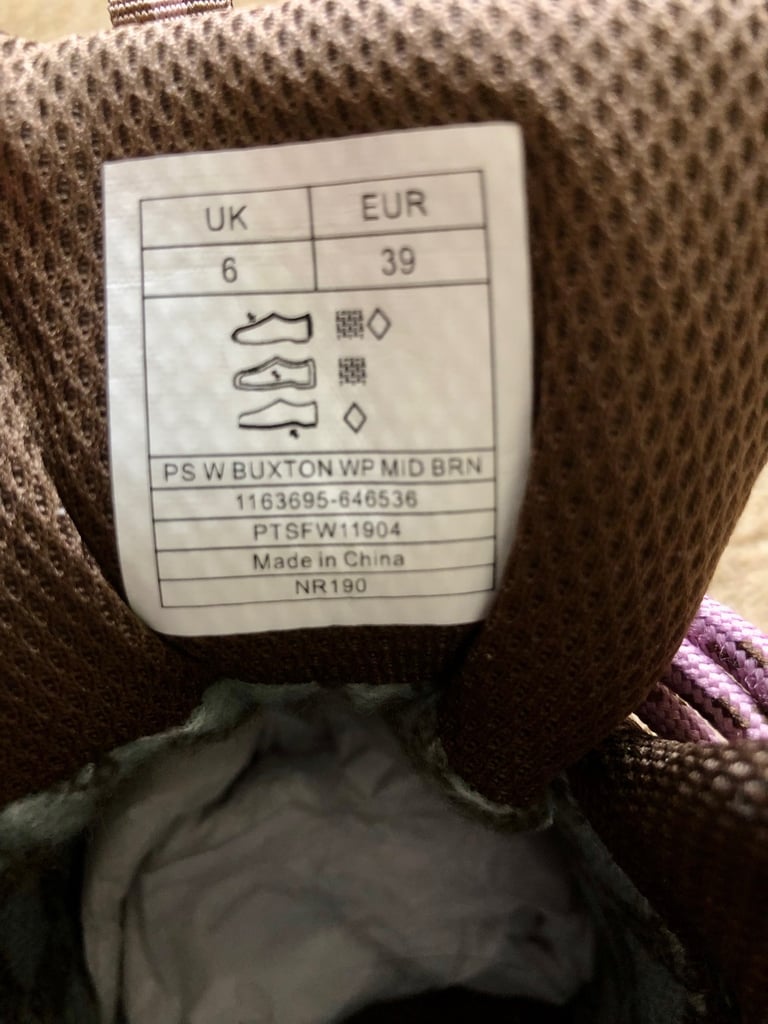 UK EUR
6 39
PS W BUXTON WP MID BRN
1163695-646536
PTSFW11904
Made in China
NR190